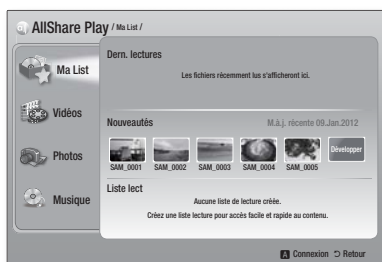 AllShare Play / Ma List /
Ma List
Vidéos
Photos
Musique
Dern. lectures
Les fichiers récemment lus s'afficheront ici.
Nouveautés
M.à.j. récente 09.Jan.2012
SAM_0001 SAM_0002 SAM_0003 SAM_0004 SAM_0005 Développer
Liste lect
Aucune liste de lecture créée.
Créez une liste lecture pour accès facile et rapide au contenu.
A Connexion Retour